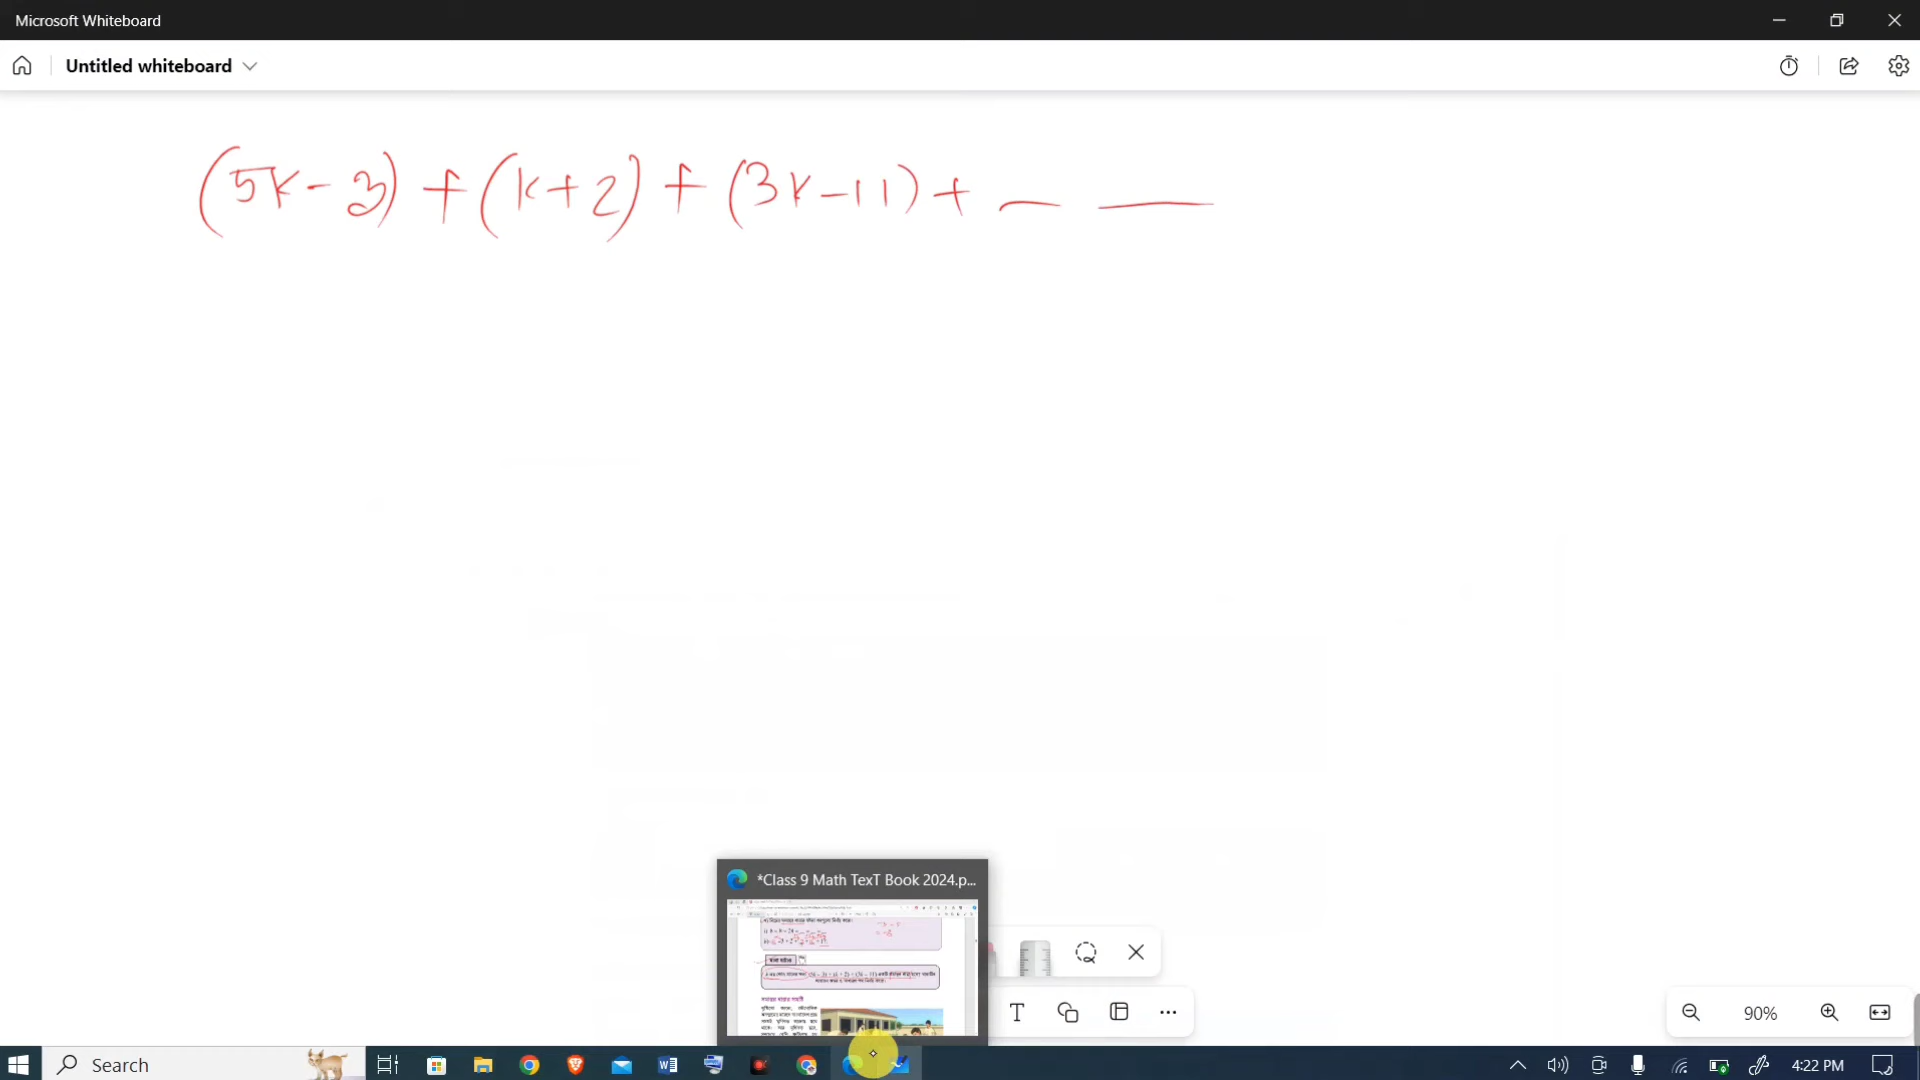 Microsoft Whiteboard
Untitled whiteboard
(5k-3) + (k+2) + (3k-11) + _ __
*Class 9 Math TexT Book 2024.p...
90%
Search
4:22 PM